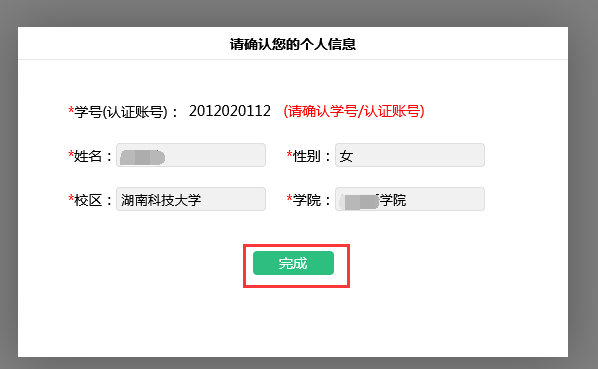 请确认您的个人信息
*学号(认证账号)： 2012020112 (请确认学号/认证账号)
*姓名： *性别：女
*校区：湖南科技大学 *学院： 学院
完成